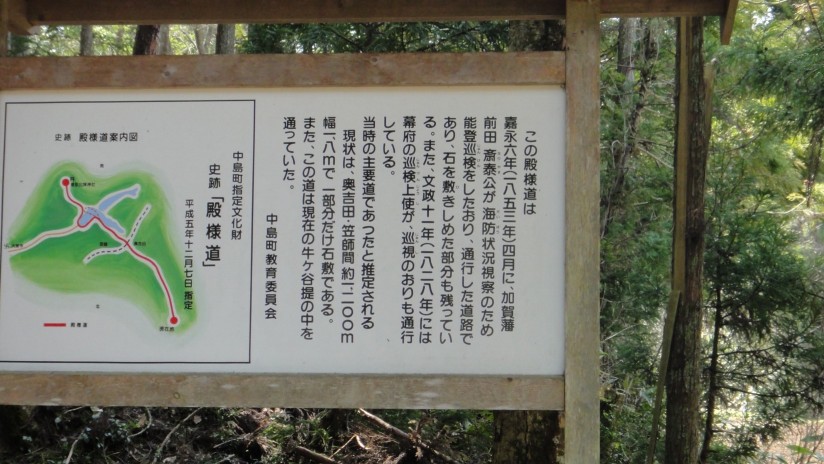 この殿様道は
嘉永六年(一八五三年)四月に、加賀藩
前田 斎泰公が 海防状況視察のため
能登巡検をしたおり、通行した道路で
あり、石を敷きしめた部分も残ってい
る。また、文政十一年(一八二八年)には
幕府の巡検上使が、巡視のおりも通行
している。
当時の主要道であつたと推定される
現状は、奥吉田・笠師間 約一二〇〇m
幅一、八mで 一部分だけ石敷である。
また、この道は現在の牛ヶ谷堤の中を
通っていた。
中島町教育委員会
中島町指定文化財
史跡「殿様道」
平成五年十二月七日 指定
史跡 殿様道案内図
殿様道